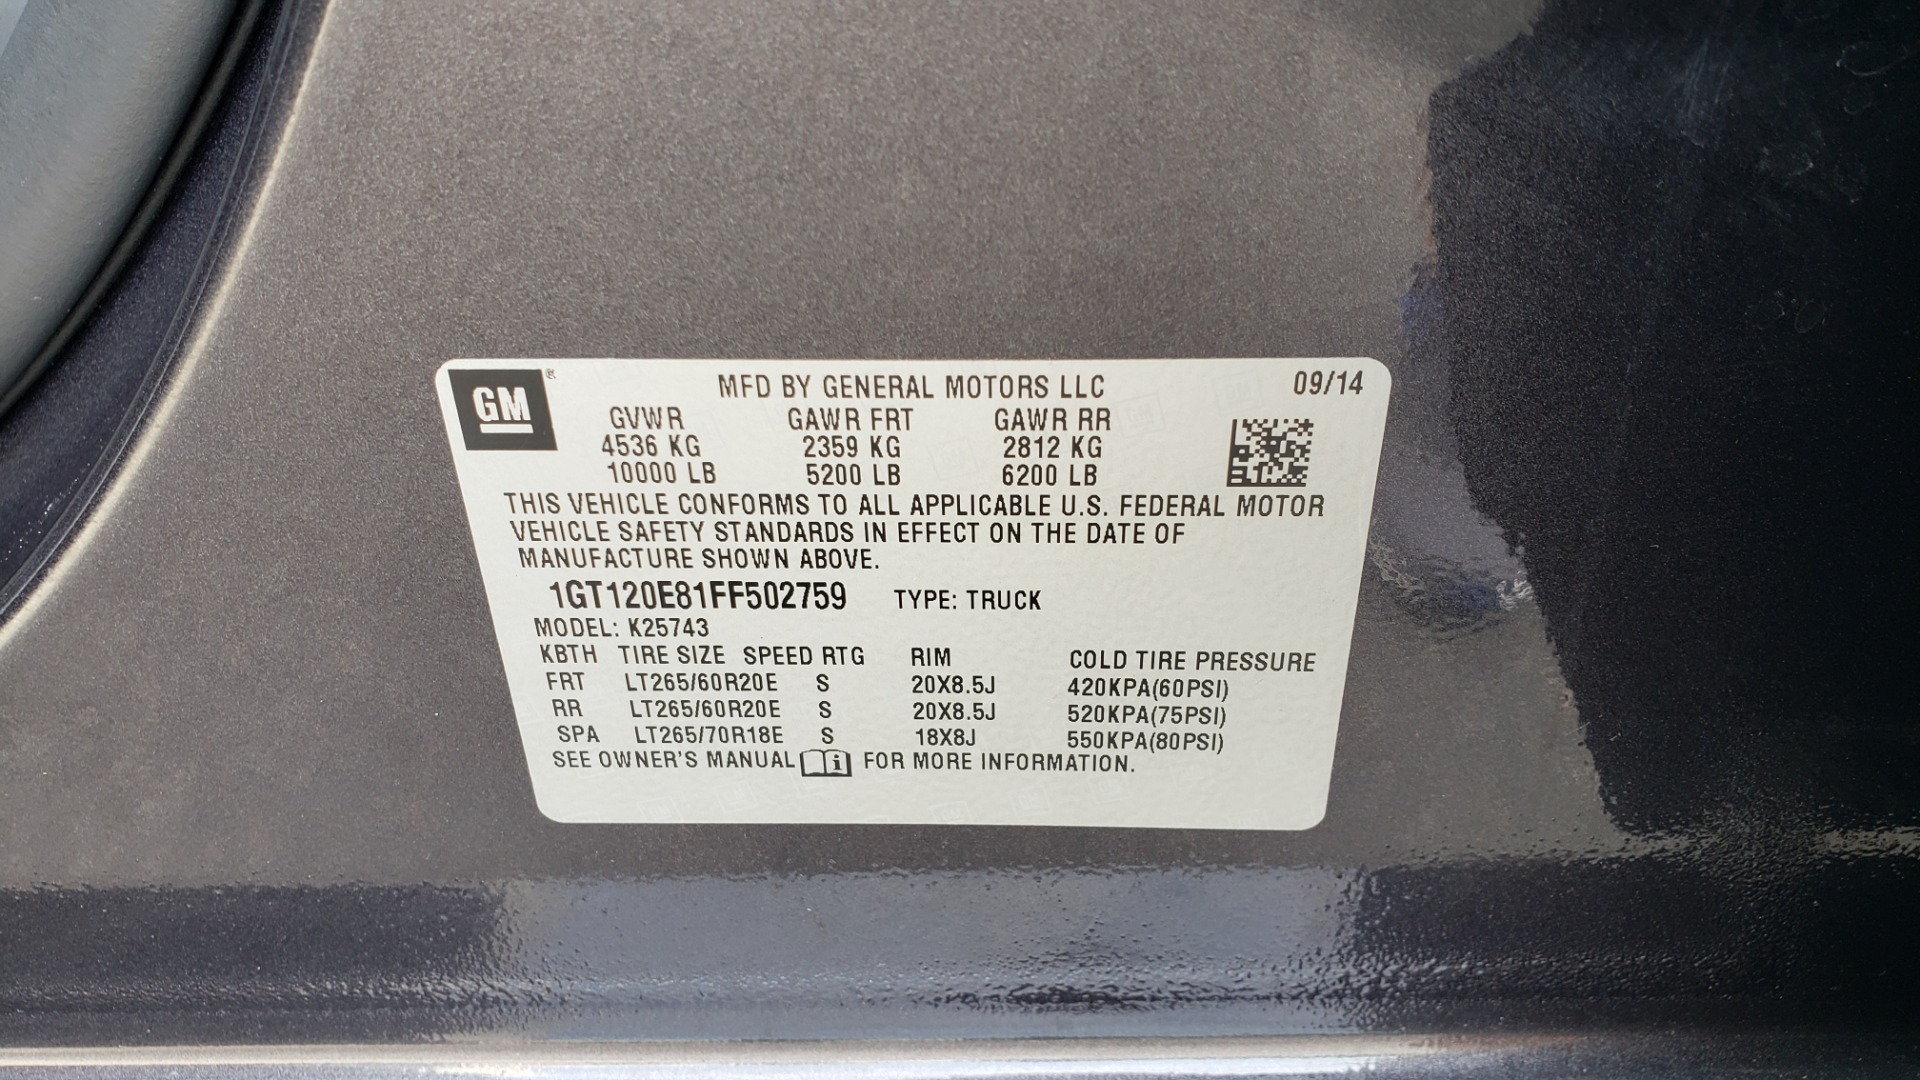 GM ®
MFD BY GENERAL MOTORS LLC 09/14
GVWR GAWR FRT GAWR RR
4536 KG 2359 KG 2812 KG
10000 LB 5200 LB 6200 LB
THIS VEHICLE CONFORMS TO ALL APPLICABLE U.S. FEDERAL MOTOR
VEHICLE SAFETY STANDARDS IN EFFECT ON THE DATE OF
MANUFACTURE SHOWN ABOVE.
1GT120E81FF502759 TYPE: TRUCK
MODEL: K25743
KBTH TIRE SIZE SPEED RTG RIM COLD TIRE PRESSURE
FRT LT265/60R20E S 20X8.5J 420KPA(60PSI)
RR LT265/60R20E S 20X8.5J 520KPA(75PSI)
SPA LT265/70R18E S 18X8J 550KPA(80PSI)
SEE OWNER'S MANUAL i FOR MORE INFORMATION.